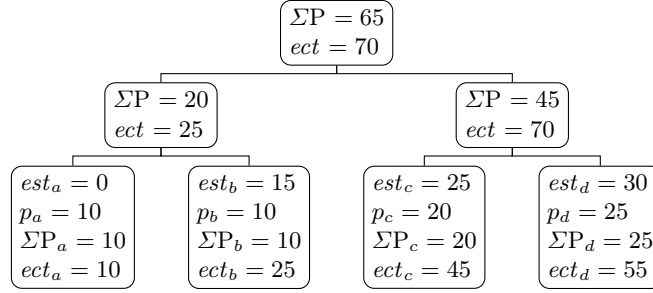 ΣP = 65
ect = 70
ΣP = 20
ect = 25
ΣP = 45
ect = 70
est_a = 0
p_a = 10
ΣP_a = 10
ect_a = 10
est_b = 15
p_b = 10
ΣP_b = 10
ect_b = 25
est_c = 25
p_c = 20
ΣP_c = 20
ect_c = 45
est_d = 30
p_d = 25
ΣP_d = 25
ect_d = 55